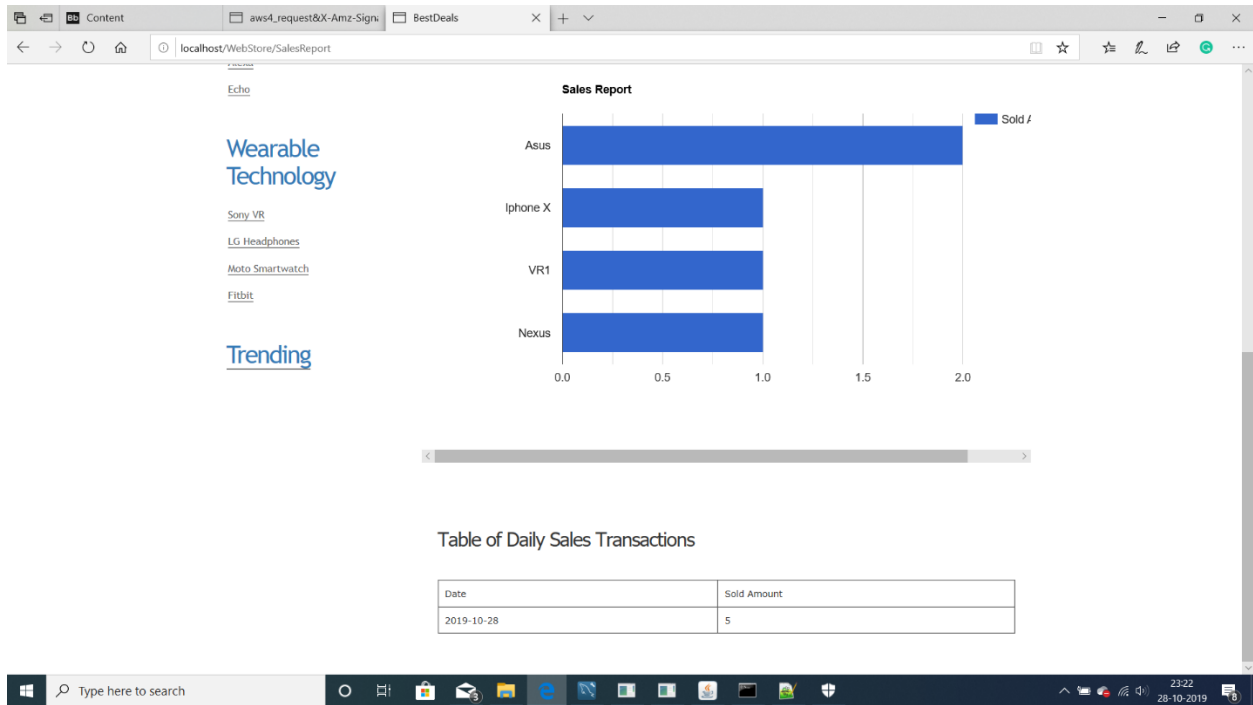 Content
aws4_request&X-Amz-Sign
BestDeals
localhost/WebStore/SalesReport
Echo
Wearable
Technology
Sony VR
LG Headphones
Moto Smartwatch
Fitbit
Trending
Sales Report
Sold
Asus
Iphone X
VR1
Nexus
0.0 0.5 1.0 1.5 2.0
Table of Daily Sales Transactions
Date Sold Amount
2019-10-28 5
Type here to search
23:22
28-10-2019